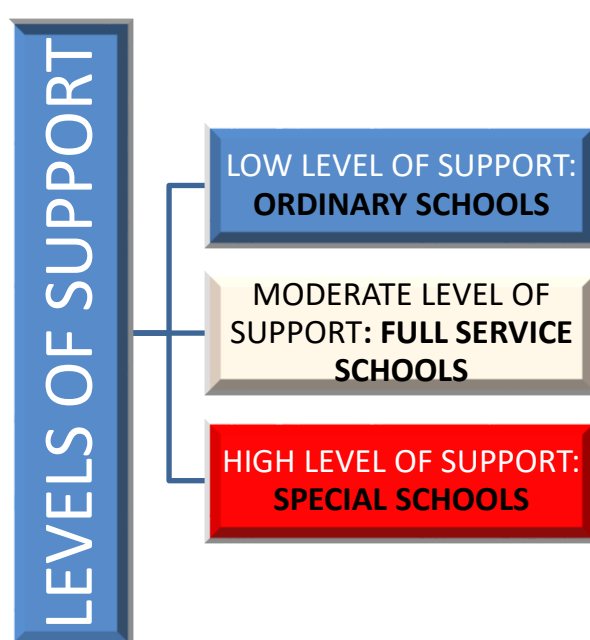 LEVELS OF SUPPORT
LOW LEVEL OF SUPPORT:
ORDINARY SCHOOLS
MODERATE LEVEL OF
SUPPORT: FULL SERVICE
SCHOOLS
HIGH LEVEL OF SUPPORT:
SPECIAL SCHOOLS